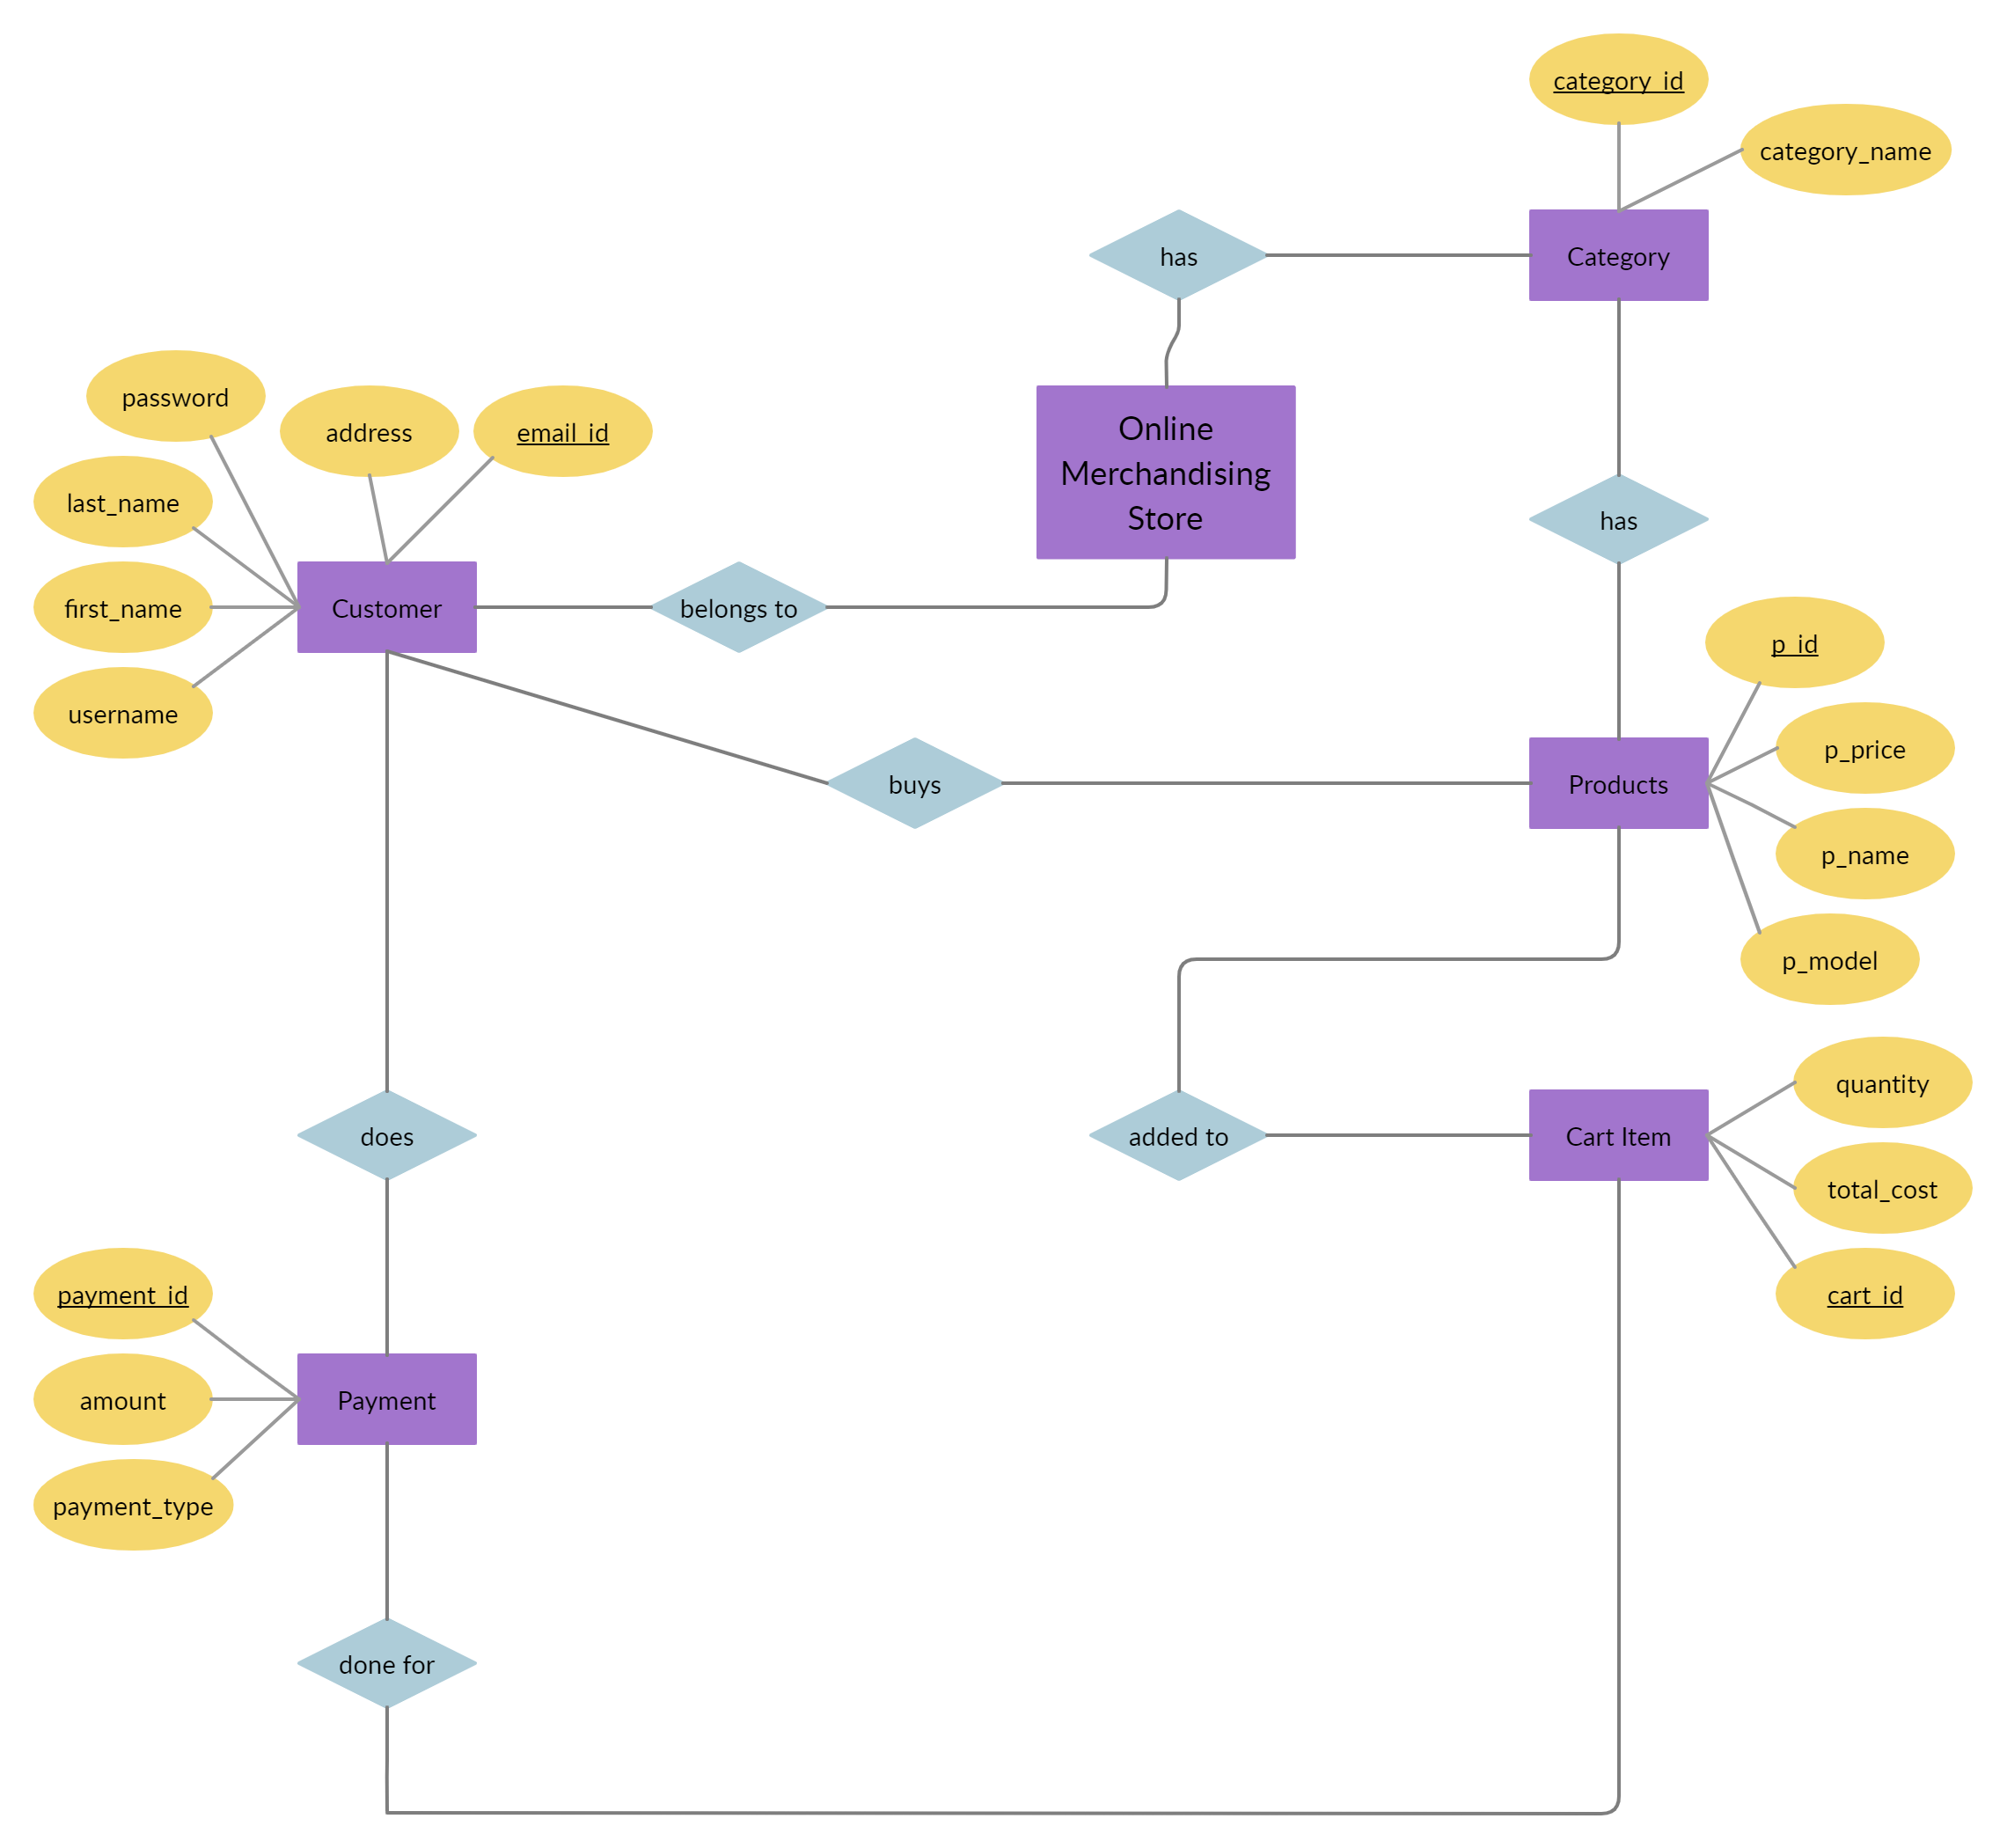 category_id
category_name
has
Category
password
address
email_id
Online
Merchandising
Store
last_name
has
first_name
Customer
belongs to
p_id
username
p_price
buys
Products
p_name
p_model
quantity
does
added to
Cart Item
total_cost
payment_id
cart_id
amount
Payment
payment_type
done for